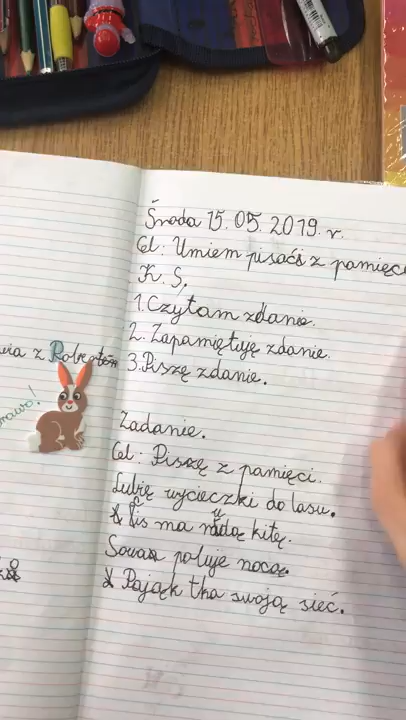 Środa 15.05.2019.r.
Cel: Umiem pisać z pamięci
K. S.
1. Czytam zdanie.
2. Zapamiętuję zdanie.
3. Piszę zdanie.
z Robertem
Zadanie.
Cel: Piszę z pamięci.
Lubię wycieczki do lasu.
Lis ma rudą kitę.
Sowa poluje nocą.
Pająk tka swoją sieć.